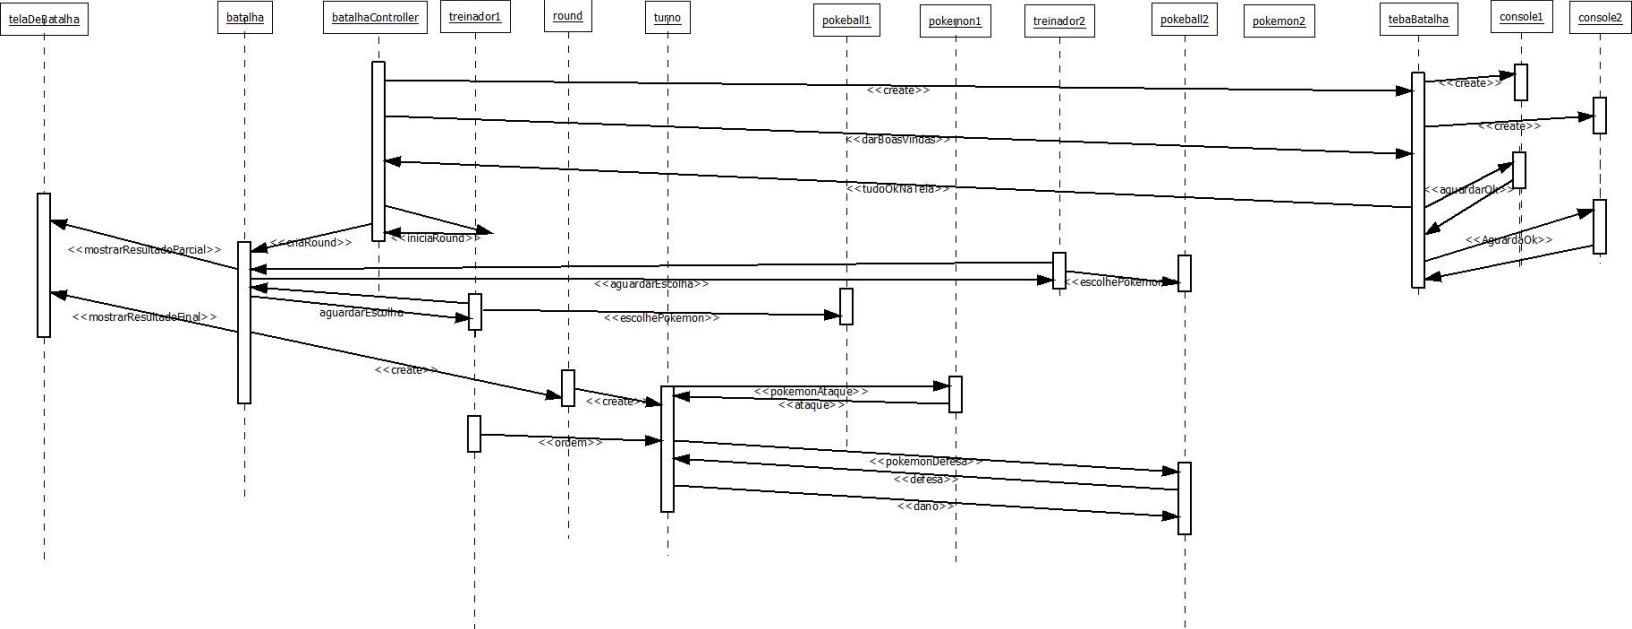 telaDeBatalha
batalha
batalhaController
treinador1
round
turno
pokeball1
pokemon1
treinador2
pokeball2
pokemon2
tebaBatalha
console1
console2
<<create>>
<<create>>
<<create>>
<<darBoasVindas>>
<<tudoOkNaTela>>
<<aguardarOk>>
<<criaRound>>
<<iniciaRound>>
<<AguardaOk>>
<<mostrarResultadoParcial>>
<<aguardarEscolha>>
<<escolhePokemon>>
<<mostrarResultadoFinal>>
aguardarEscolha
<<escolhePokemon>>
<<create>>
<<create>>
<<pokemonAtaque>>
<<ataque>>
<<ordem>>
<<pokemonDefesa>>
<<defesa>>
<<dano>>